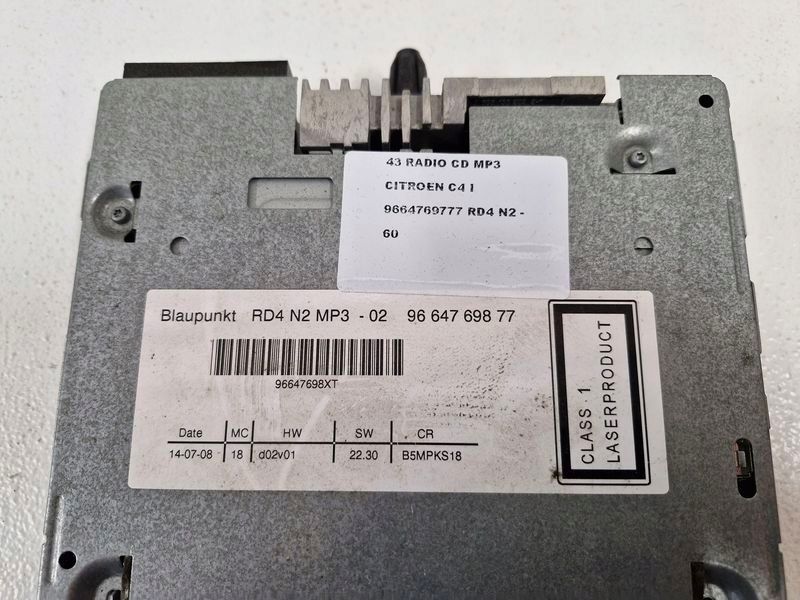 43 RADIO CD MP3
CITROEN C4 I
9664769777 RD4 N2 -
60
Blaupunkt RD4 N2 MP3 - 02 96 647 698 77
96647698XT
Date MC HW SW CR
14-07-08 18 d02v01 22.30 B5MPKS18
CLASS 1
LASERPRODUCT